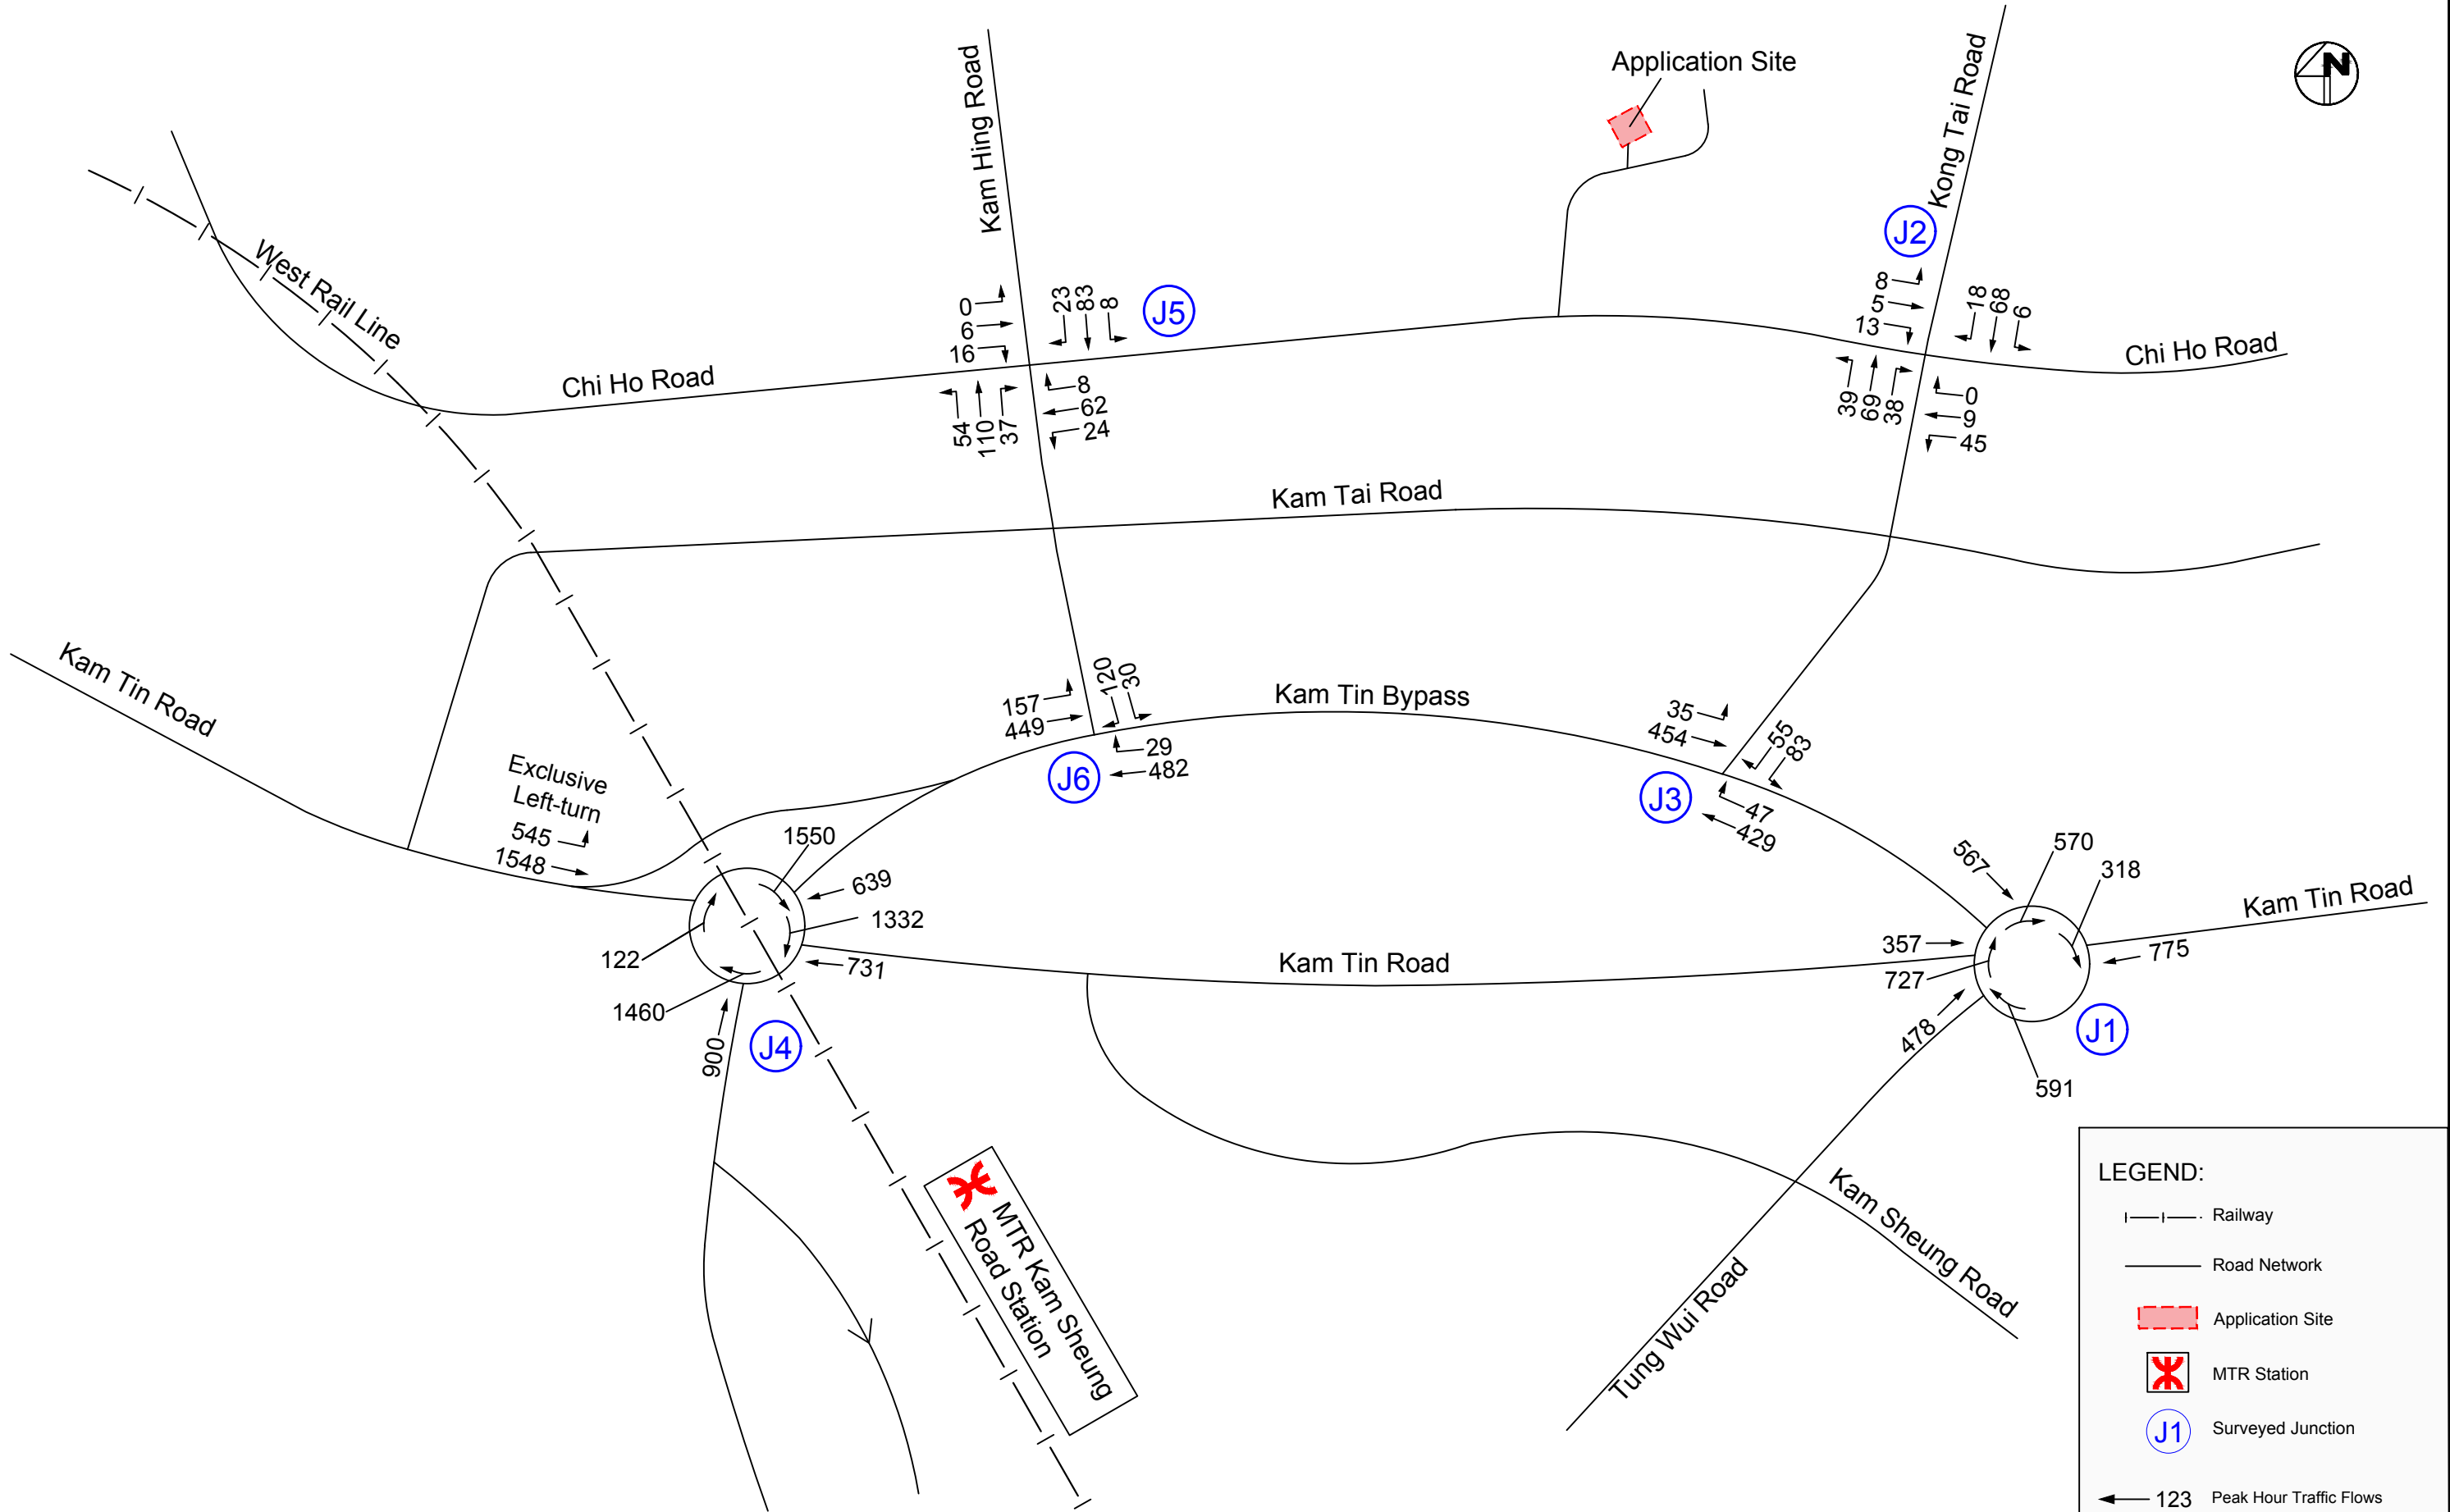 Application Site
N
Kam Hing Road
Kong Tai Road
J2
West Rail Line
0
6
16
23
83
8
J5
8
5
13
18
68
6
Chi Ho Road
Chi Ho Road
54
110
37
8
62
24
39
69
38
0
9
45
Kam Tai Road
Kam Tin Road
157
449
120
30
Kam Tin Bypass
35
454
55
83
29
482
J6
J3
47
429
Exclusive
Left-turn
545
1548
1550
639
1332
731
122
1460
900
J4
Kam Tin Road
567
570
318
Kam Tin Road
357
775
727
478
J1
591
MTR Kam Sheung
Road Station
Kam Sheung Road
Tung Wui Road
LEGEND:
Railway
Road Network
Application Site
MTR Station
J1 Surveyed Junction
123 Peak Hour Traffic Flows